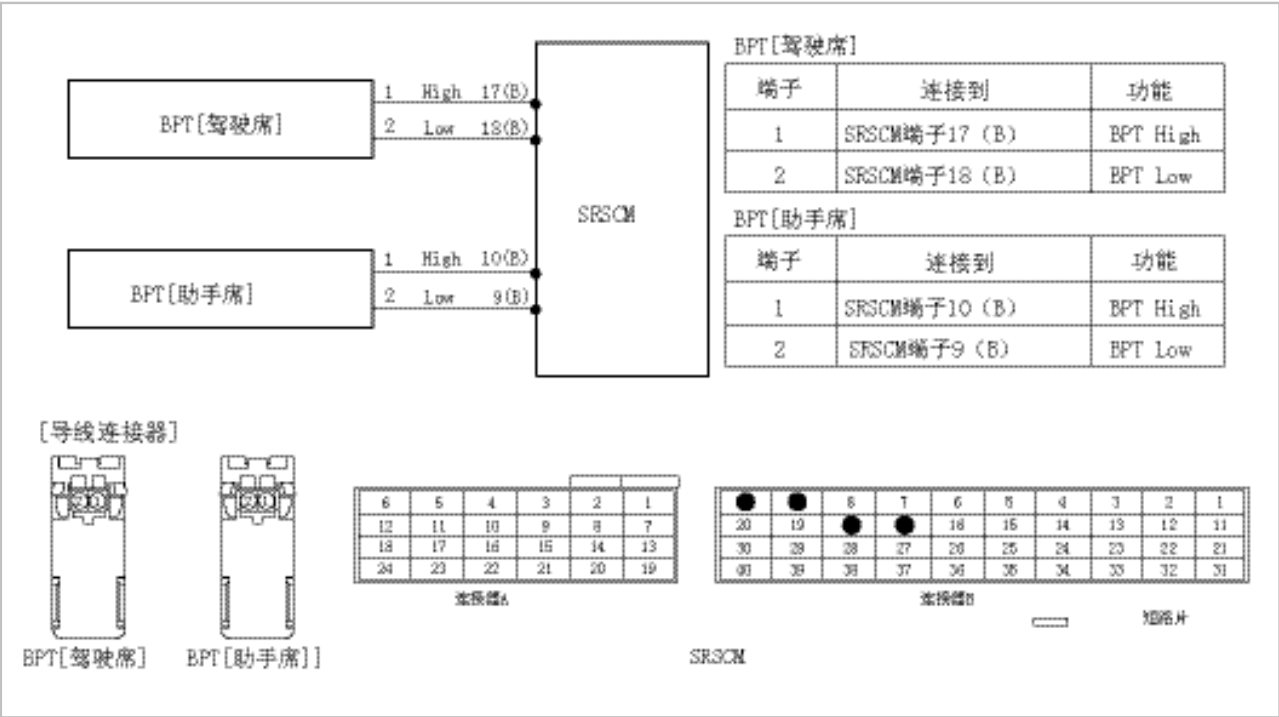 BPT[驾驶席]
1 High 17(B)
2 Low 18(B)
SRSCM
BPT[助手席]
1 High 10(B)
2 Low 9(B)
BPT[驾驶席]
端子 连接到 功能
1 SRSCM端子17 (B) BPT High
2 SRSCM端子18 (B) BPT Low
BPT[助手席]
端子 连接到 功能
1 SRSCM端子10 (B) BPT High
2 SRSCM端子9 (B) BPT Low
[导线连接器]
2 1
2 1
BPT[驾驶席]
BPT[助手席]]
6 5 4 3 2 1
12 11 10 9 8 7
18 17 16 15 14 13
24 23 22 21 20 19
连接器A
8 7 6 5 4 3 2 1
20 19 16 15 14 13 12 11
30 29 28 27 26 25 24 23 22 21
40 39 38 37 36 35 34 33 32 31
连接器B
短路片
SRSCM